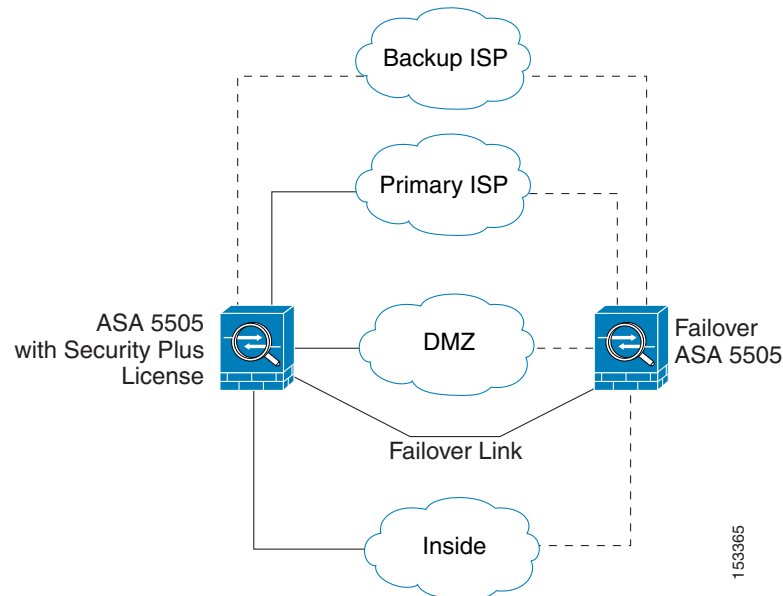 Backup ISP
Primary ISP
ASA 5505
with Security Plus
License
DMZ
Failover
ASA 5505
Failover Link
Inside
153365